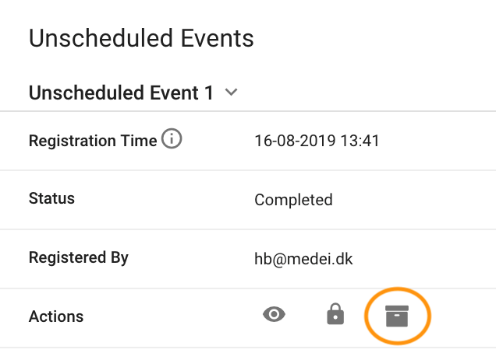 Unscheduled Events
Unscheduled Event 1
Registration Time 16-08-2019 13:41
Status Completed
Registered By hb@medei.dk
Actions